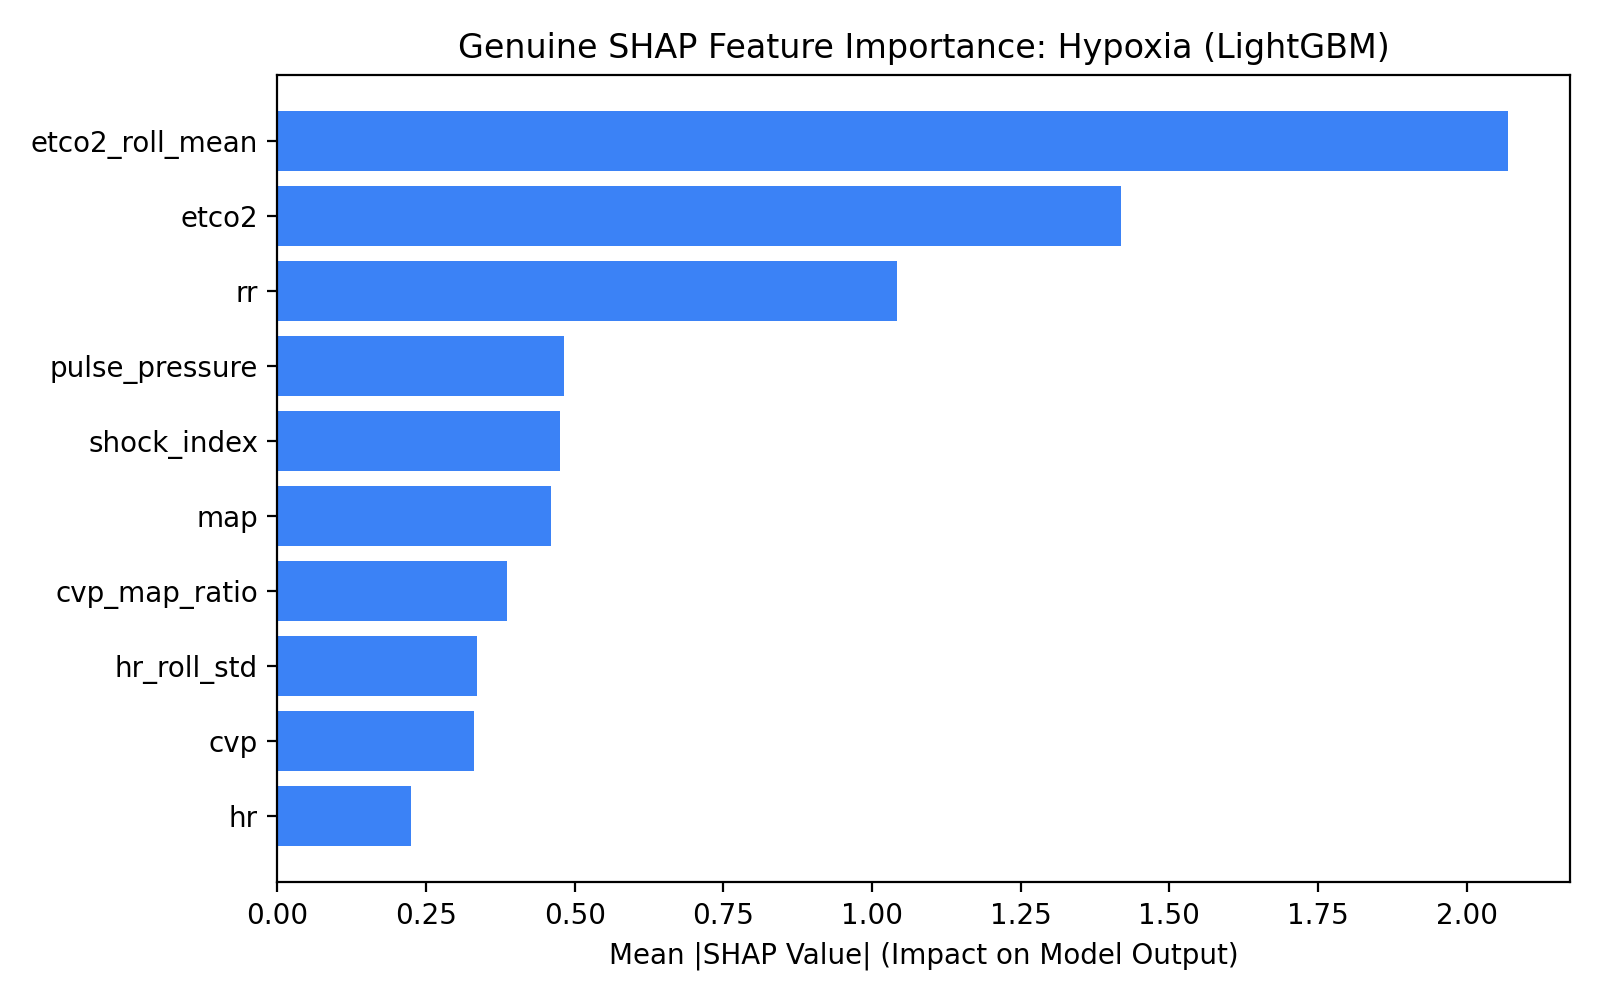 Genuine SHAP Feature Importance: Hypoxia (LightGBM)
etco2_roll_mean
etco2
rr
pulse_pressure
shock_index
map
cvp_map_ratio
hr_roll_std
cvp
hr
0.00 0.25 0.50 0.75 1.00 1.25 1.50 1.75 2.00
Mean |SHAP Value| (Impact on Model Output)